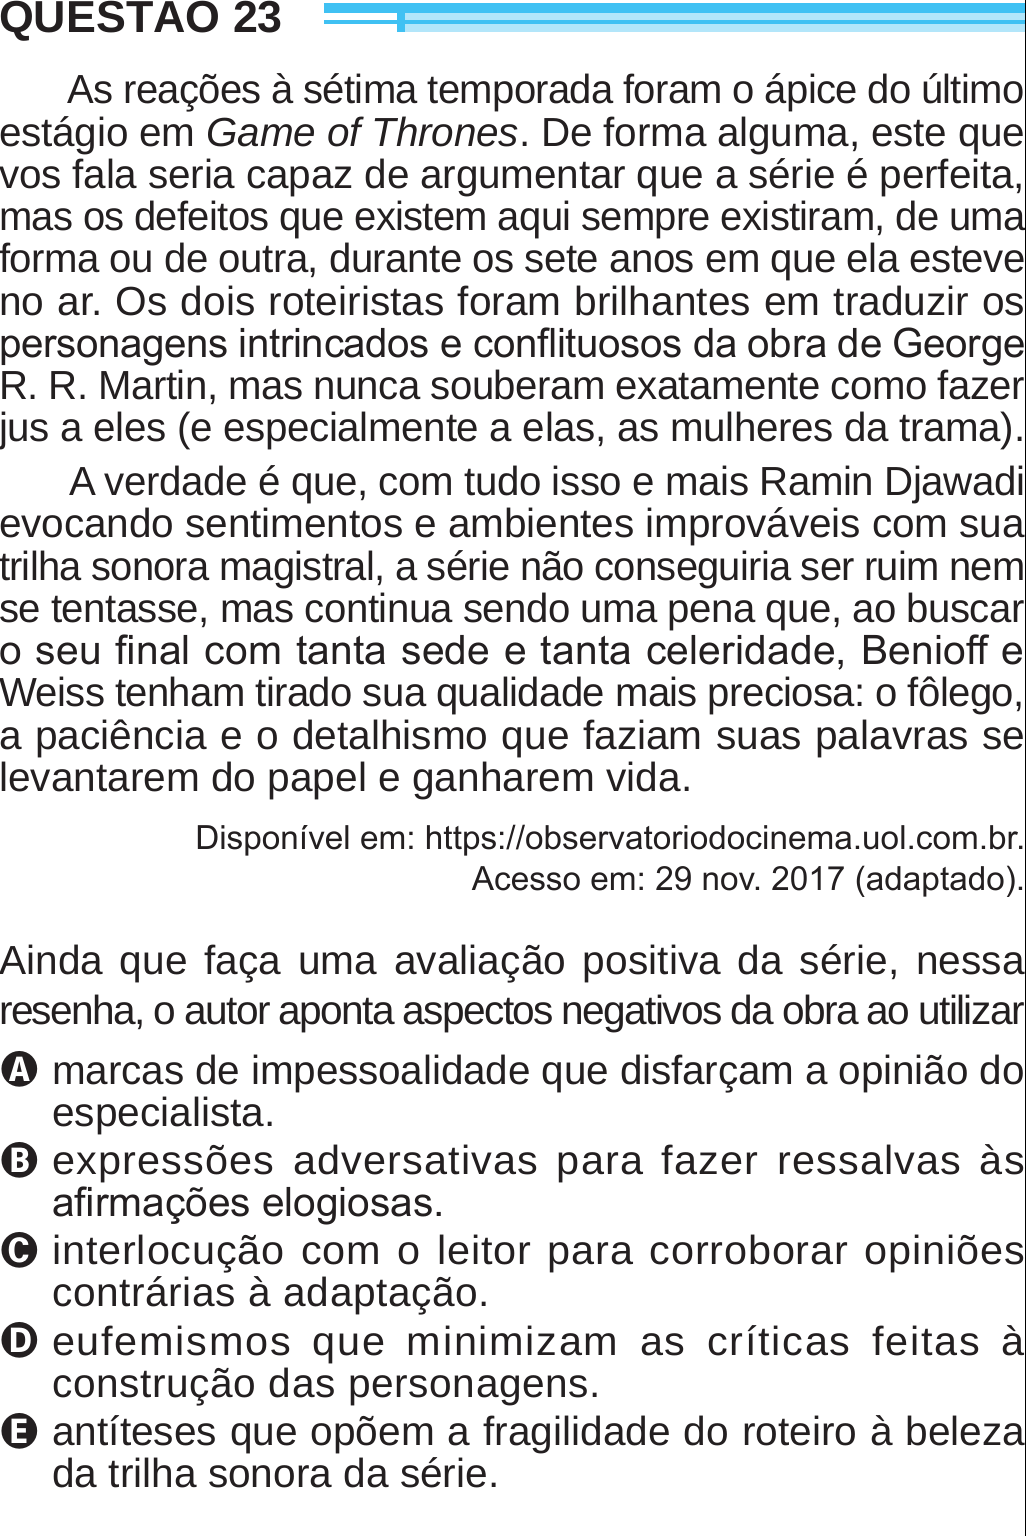 QUESTÃO 23
As reações à sétima temporada foram o ápice do último
estágio em Game of Thrones. De forma alguma, este que
vos fala seria capaz de argumentar que a série é perfeita,
mas os defeitos que existem aqui sempre existiram, de uma
forma ou de outra, durante os sete anos em que ela esteve
no ar. Os dois roteiristas foram brilhantes em traduzir os
personagens intrincados e conflituosos da obra de George
R. R. Martin, mas nunca souberam exatamente como fazer
jus a eles (e especialmente a elas, as mulheres da trama).
A verdade é que, com tudo isso e mais Ramin Djawadi
evocando sentimentos e ambientes improváveis com sua
trilha sonora magistral, a série não conseguiria ser ruim nem
se tentasse, mas continua sendo uma pena que, ao buscar
o seu final com tanta sede e tanta celeridade, Benioff e
Weiss tenham tirado sua qualidade mais preciosa: o fôlego,
a paciência e o detalhismo que faziam suas palavras se
levantarem do papel e ganharem vida.
Disponível em: https://observatoriodocinema.uol.com.br.
Acesso em: 29 nov. 2017 (adaptado).
Ainda que faça uma avaliação positiva da série, nessa
resenha, o autor aponta aspectos negativos da obra ao utilizar
A marcas de impessoalidade que disfarçam a opinião do
especialista.
B expressões adversativas para fazer ressalvas às
afirmações elogiosas.
C interlocução com o leitor para corroborar opiniões
contrárias à adaptação.
D eufemismos que minimizam as críticas feitas à
construção das personagens.
E antíteses que opõem a fragilidade do roteiro à beleza
da trilha sonora da série.